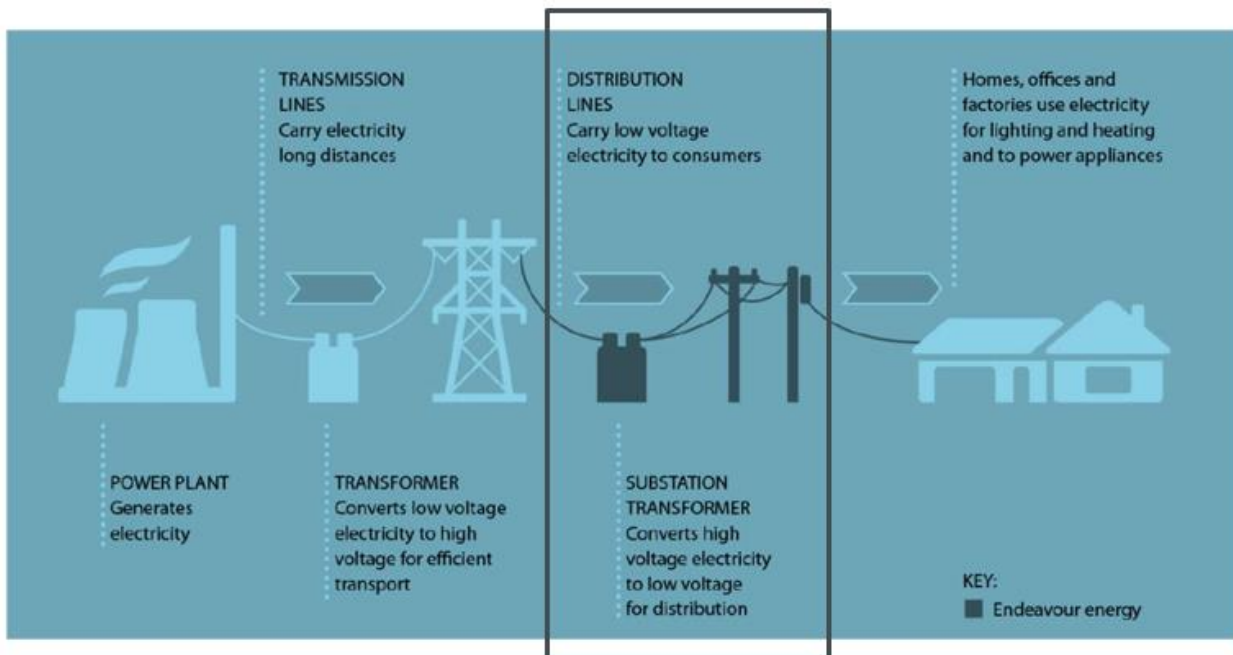 TRANSMISSION
LINES
Carry electricity
long distances
DISTRIBUTION
LINES
Carry low voltage
electricity to consumers
Homes, offices and
factories use electricity
for lighting and heating
and to power appliances
POWER PLANT
Generates
electricity
TRANSFORMER
Converts low voltage
electricity to high
voltage for efficient
transport
SUBSTATION
TRANSFORMER
Converts high
voltage electricity
to low voltage
for distribution
KEY:
Endeavour energy